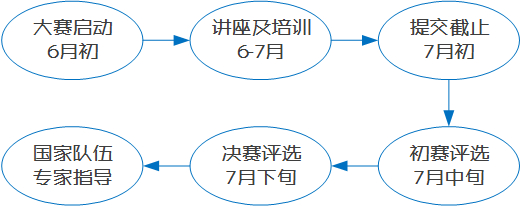 大赛启动
6月初
讲座及培训
6-7月
提交截止
7月初
初赛评选
7月中旬
决赛评选
7月下旬
国家队伍
专家指导